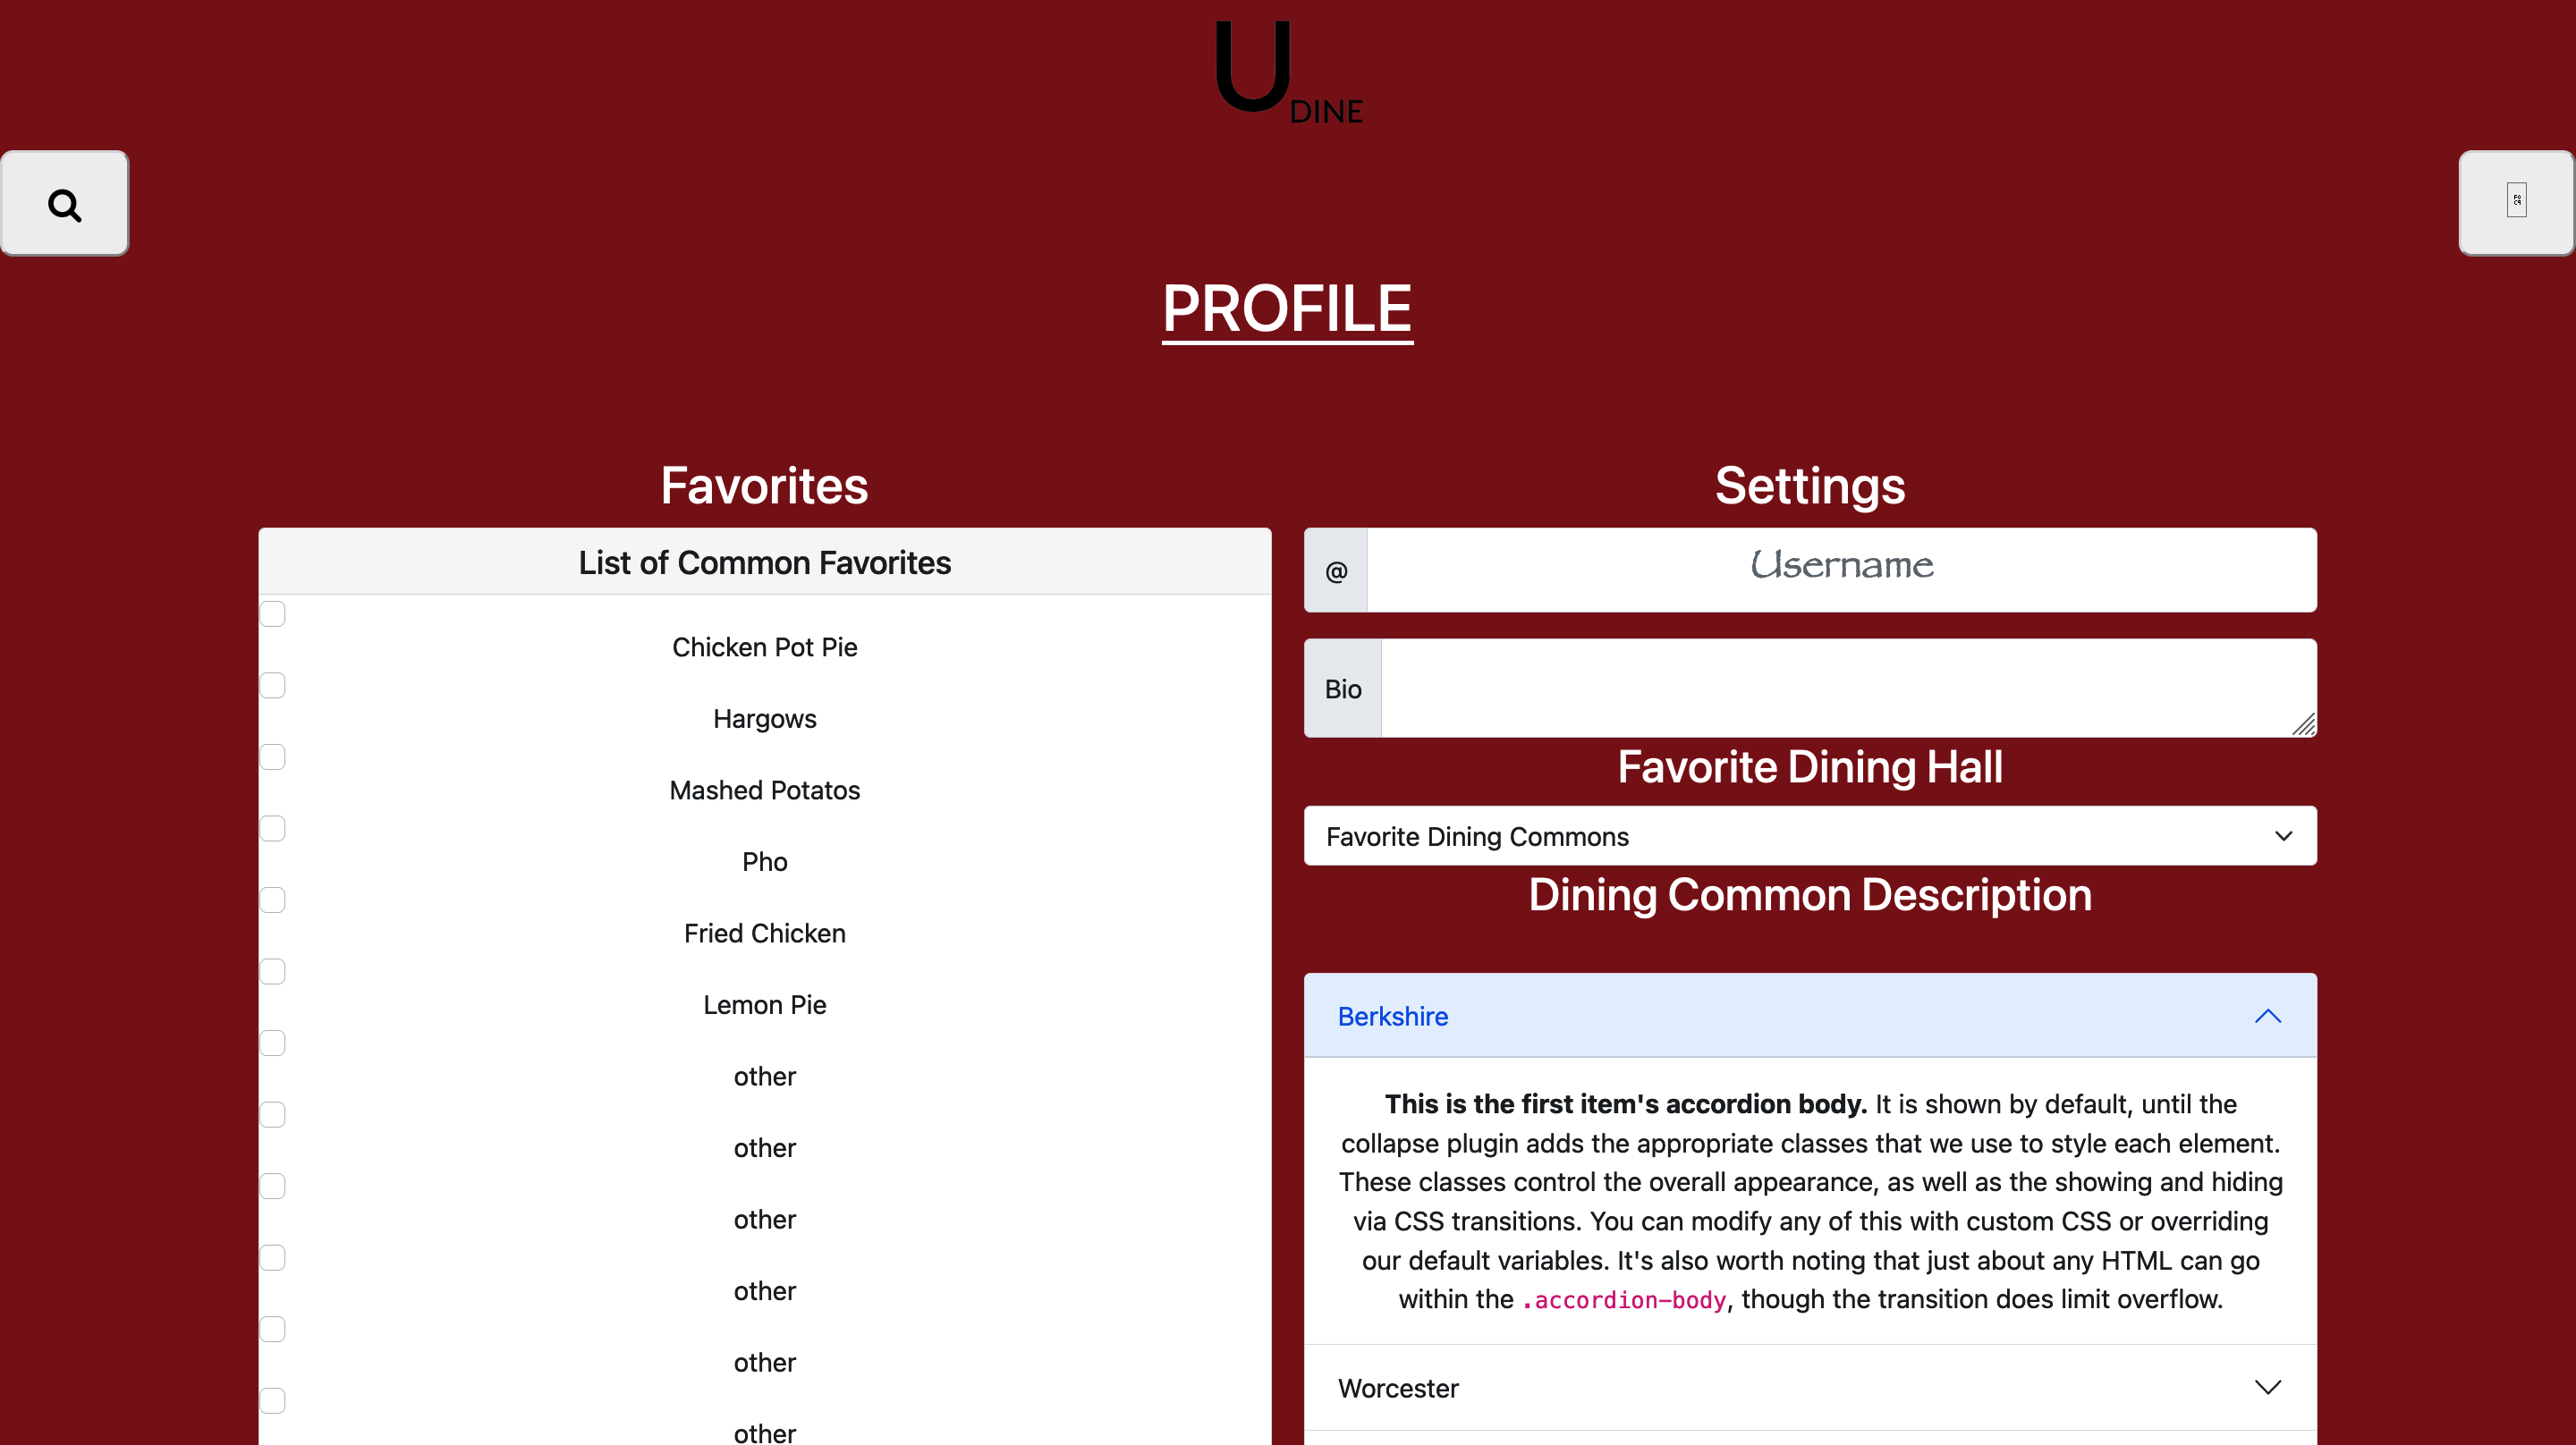 U
DINE
PROFILE
Favorites
List of Common Favorites
Chicken Pot Pie
Hargows
Mashed Potatos
Pho
Fried Chicken
Lemon Pie
other
other
other
other
other
other
Settings
@ Username
Bio
Favorite Dining Hall
Favorite Dining Commons
Dining Common Description
Berkshire
This is the first item's accordion body. It is shown by default, until the
collapse plugin adds the appropriate classes that we use to style each element.
These classes control the overall appearance, as well as the showing and hiding
via CSS transitions. You can modify any of this with custom CSS or overriding
our default variables. It's also worth noting that just about any HTML can go
within the .accordion-body, though the transition does limit overflow.
Worcester